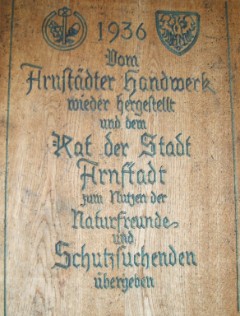 1936
Vom
Arnstädter Handwerk
wieder hergestellt
und dem
Rat der Stadt
Arnſtadt
zum Nutzen der
Naturfreunde
und
Schutzſuchenden
übergeben